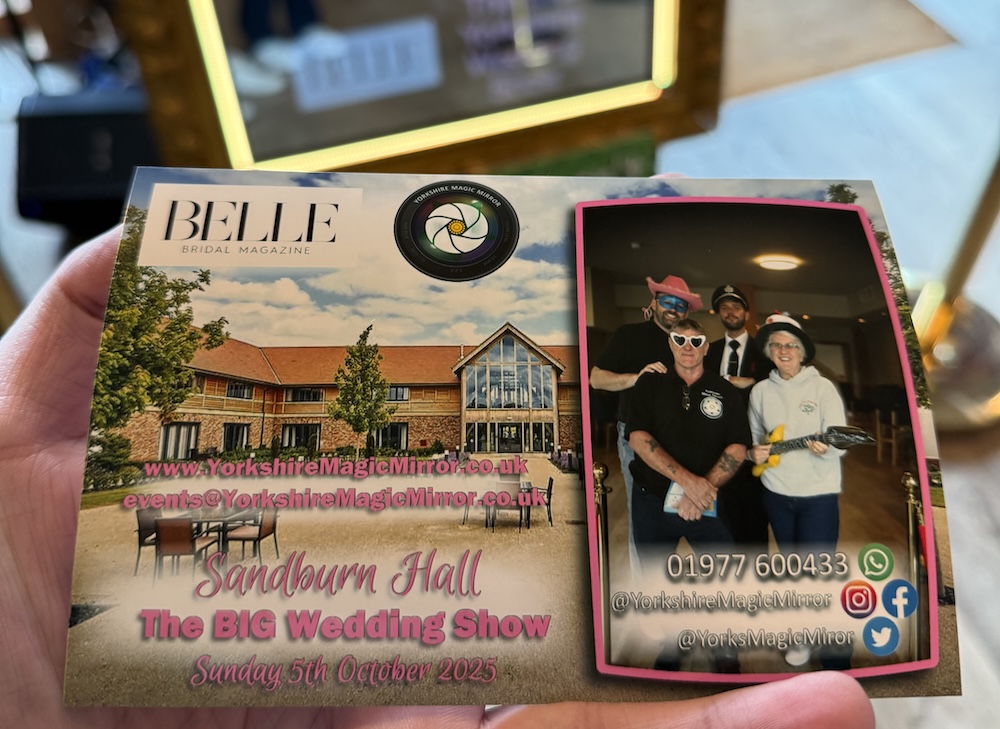 BELLE
BRIDAL MAGAZINE
YORKSHIRE MAGIC MIRROR
www.YorkshireMagicMirror.co.uk
events@YorkshireMagicMirror.co.uk
Sandburn Hall
The BIG Wedding Show
Sunday 5th October 2025
01977 600433
@YorkshireMagicMirror
@YorksMagicMiror